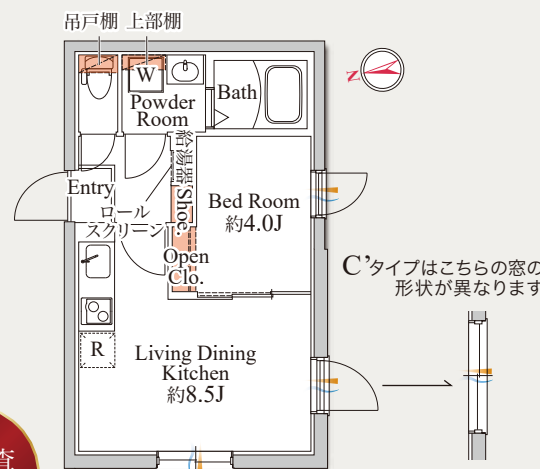 吊戸棚 上部棚
W
Powder
Room
Bath
N
給湯器
Shoe.
Entry
ロール
スクリーン
Bed Room
約4.0J
Open
Clo.
C’タイプはこちらの窓の
形状が異なります
R
Living Dining
Kitchen
約8.5J
査